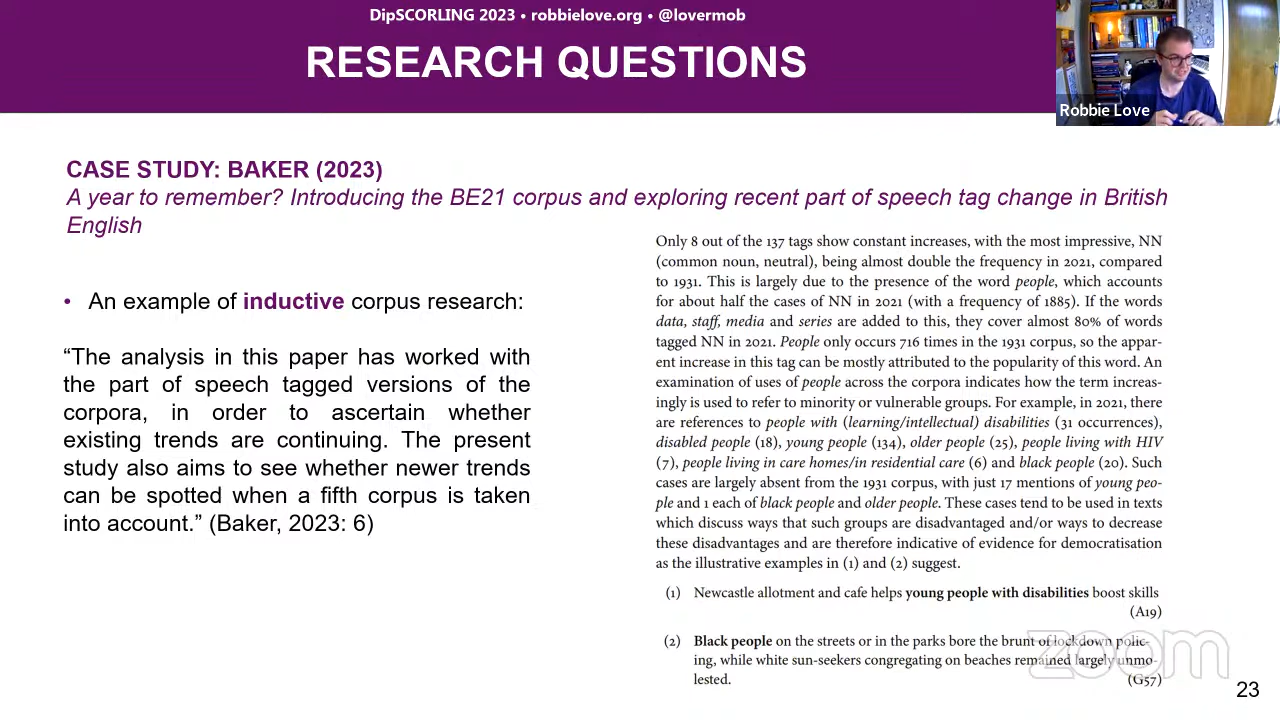 DipSCORLING 2023 • robbielove.org • @lovermob
RESEARCH QUESTIONS
Robbie Love
CASE STUDY: BAKER (2023)
A year to remember? Introducing the BE21 corpus and exploring recent part of speech tag change in British
English
• An example of inductive corpus research:
“The analysis in this paper has worked with
the part of speech tagged versions of the
corpora, in order to ascertain whether
existing trends are continuing. The present
study also aims to see whether newer trends
can be spotted when a fifth corpus is taken
into account.” (Baker, 2023: 6)
Only 8 out of the 137 tags show constant increases, with the most impressive, NN
(common noun, neutral), being almost double the frequency in 2021, compared
to 1931. This is largely due to the presence of the word people, which accounts
for about half the cases of NN in 2021 (with a frequency of 1885). If the words
data, staff, media and series are added to this, they cover almost 80% of words
tagged NN in 2021. People only occurs 716 times in the 1931 corpus, so the appar-
ent increase in this tag can be mostly attributed to the popularity of this word. An
examination of uses of people across the corpora indicates how the term increas-
ingly is used to refer to minority or vulnerable groups. For example, in 2021, there
are references to people with (learning/intellectual) disabilities (31 occurrences),
disabled people (18), young people (134), older people (25), people living with HIV
(7), people living in care homes/in residential care (6) and black people (20). Such
cases are largely absent from the 1931 corpus, with just 17 mentions of young peo-
ple and 1 each of black people and older people. These cases tend to be used in texts
which discuss ways that such groups are disadvantaged and/or ways to decrease
these disadvantages and are therefore indicative of evidence for democratisation
as the illustrative examples in (1) and (2) suggest.
(1) Newcastle allotment and cafe helps young people with disabilities boost skills
(A19)
(2) Black people on the streets or in the parks bore the brunt of lockdown polic-
ing, while white sun-seekers congregating on beaches remained largely unmo-
lested. (G57)
zoom
23